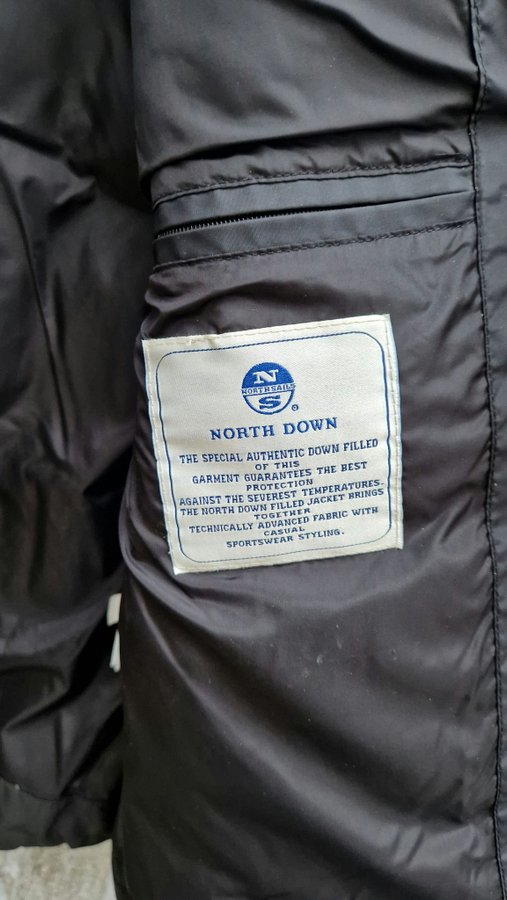 N
NORTH SAILS
S
®
NORTH DOWN
THE SPECIAL AUTHENTIC DOWN FILLED
OF THIS
GARMENT GUARANTEES THE BEST
PROTECTION
AGAINST THE SEVEREST TEMPERATURES.
THE NORTH DOWN FILLED JACKET BRINGS
TOGETHER
TECHNICALLY ADVANCED FABRIC WITH
CASUAL
SPORTSWEAR STYLING.